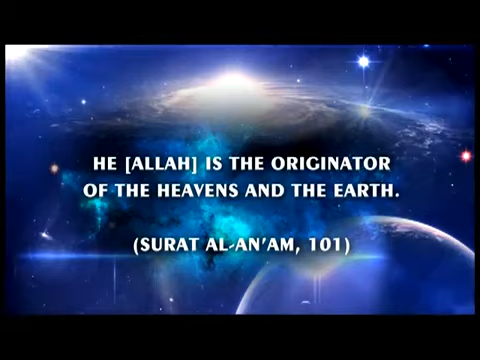 HE [ALLAH] IS THE ORIGINATOR
OF THE HEAVENS AND THE EARTH.
(SURAT AL-AN'AM, 101)